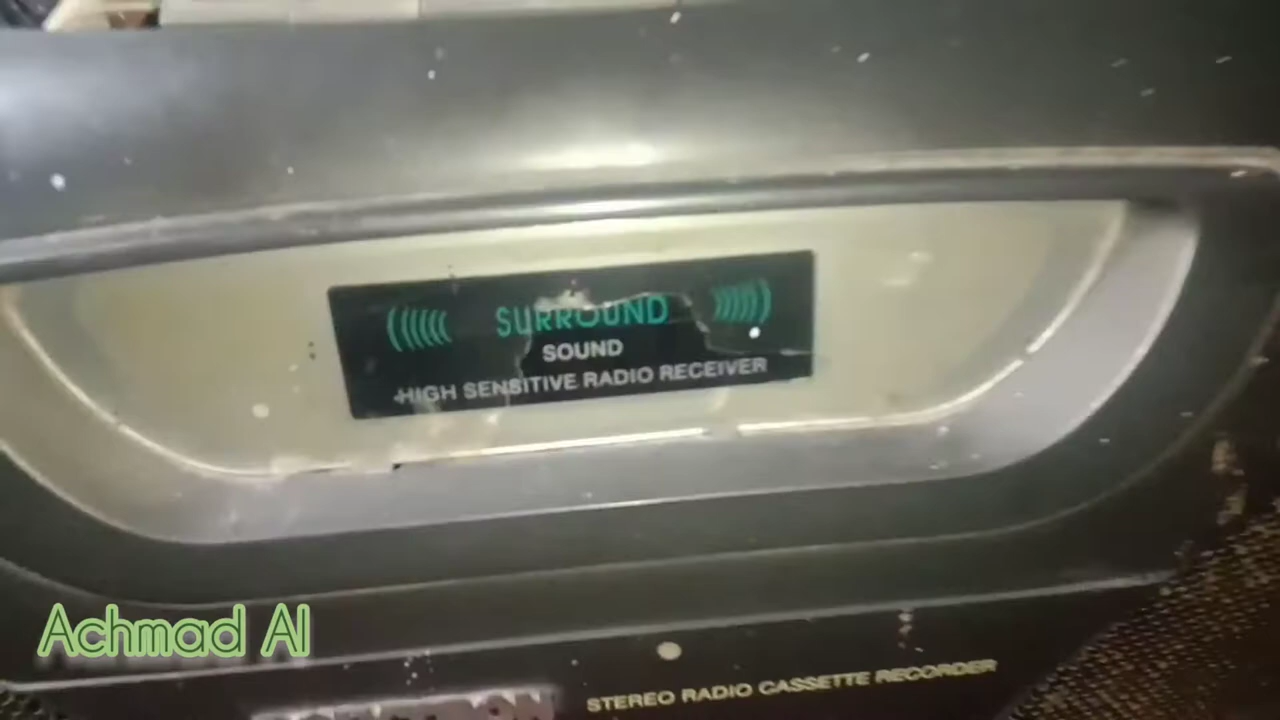 SURROUND
SOUND
HIGH SENSITIVE RADIO RECEIVER
Achmad Al
STEREO RADIO CASSETTE RECORDER